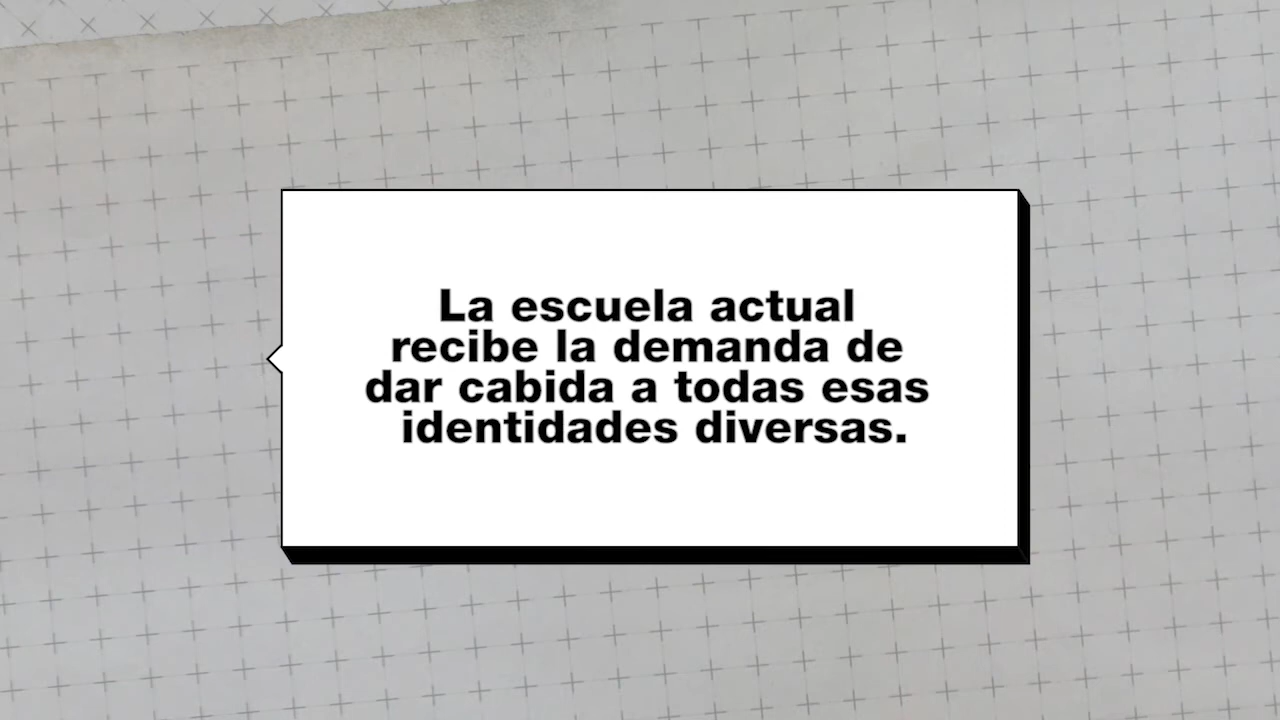 La escuela actual
recibe la demanda de
dar cabida a todas esas
identidades diversas.